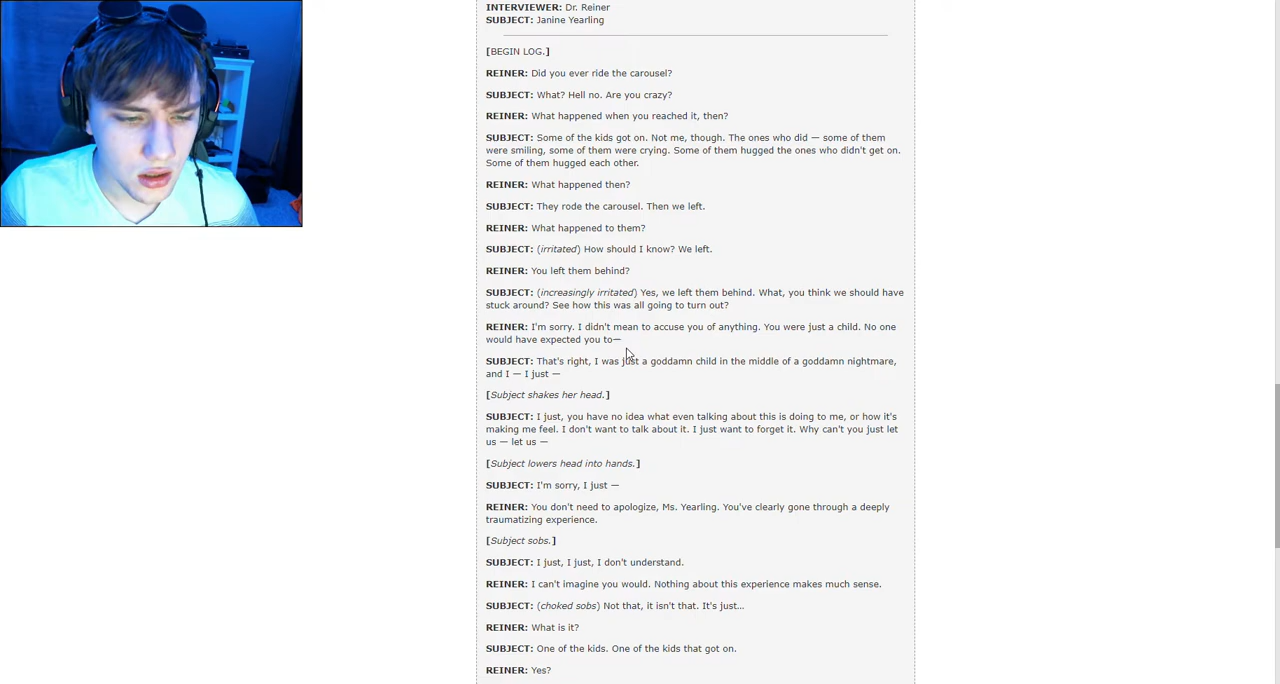 INTERVIEWER: Dr. Reiner
SUBJECT: Janine Yearling
[BEGIN LOG.]
REINER: Did you ever ride the carousel?
SUBJECT: What? Hell no. Are you crazy?
REINER: What happened when you reached it, then?
SUBJECT: Some of the kids got on. Not me, though. The ones who did — some of them
were smiling, some of them were crying. Some of them hugged the ones who didn't get on.
Some of them hugged each other.
REINER: What happened then?
SUBJECT: They rode the carousel. Then we left.
REINER: What happened to them?
SUBJECT: (irritated) How should I know? We left.
REINER: You left them behind?
SUBJECT: (increasingly irritated) Yes, we left them behind. What, you think we should have
stuck around? See how this was all going to turn out?
REINER: I'm sorry. I didn't mean to accuse you of anything. You were just a child. No one
would have expected you to—
SUBJECT: That's right, I was just a goddamn child in the middle of a goddamn nightmare,
and I — I just —
[Subject shakes her head.]
SUBJECT: I just, you have no idea what even talking about this is doing to me, or how it's
making me feel. I don't want to talk about it. I just want to forget it. Why can't you just let
us — let us —
[Subject lowers head into hands.]
SUBJECT: I'm sorry, I just —
REINER: You don't need to apologize, Ms. Yearling. You've clearly gone through a deeply
traumatizing experience.
[Subject sobs.]
SUBJECT: I just, I just, I don't understand.
REINER: I can't imagine you would. Nothing about this experience makes much sense.
SUBJECT: (choked sobs) Not that, it isn't that. It's just...
REINER: What is it?
SUBJECT: One of the kids. One of the kids that got on.
REINER: Yes?